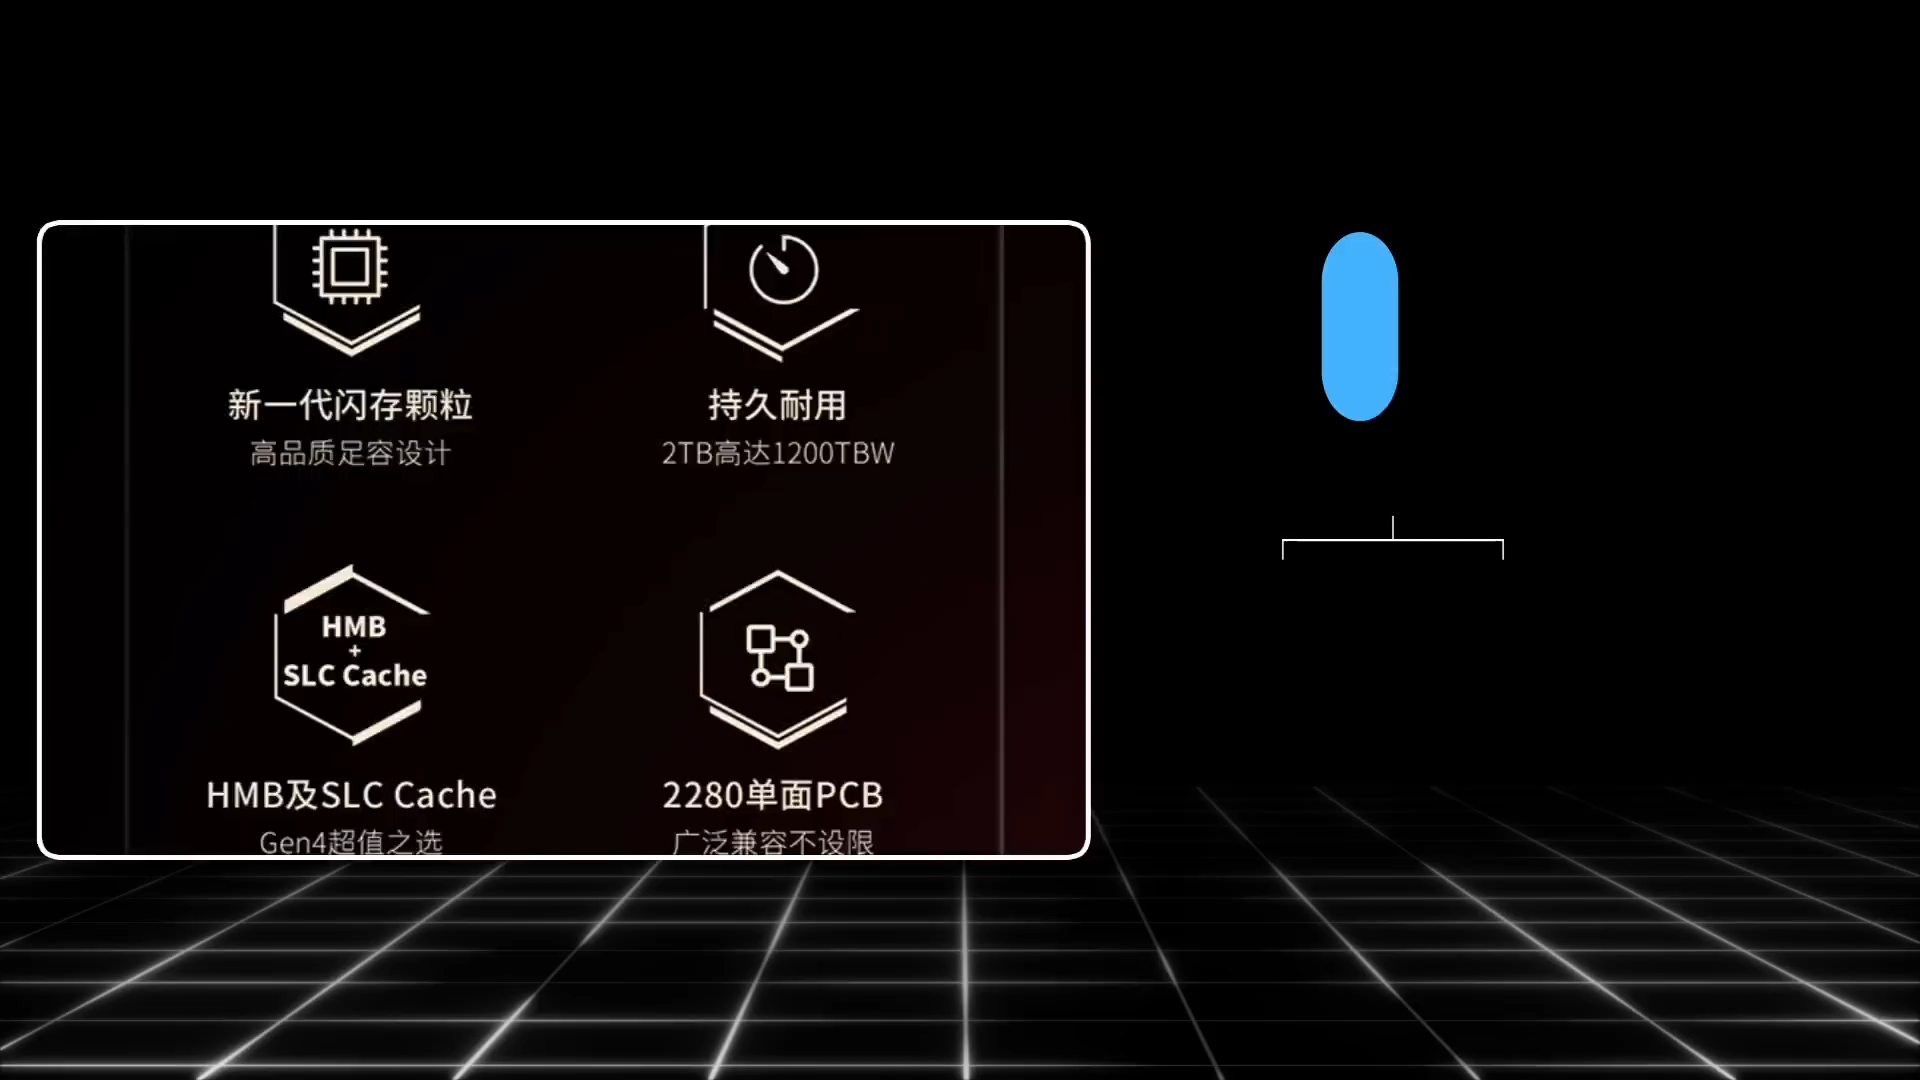 新一代闪存颗粒
高品质足容设计
持久耐用
2TB高达1200TBW
HMB
+
SLC Cache
HMB及SLC Cache
Gen4超值之选
2280单面PCB
广泛兼容不设限